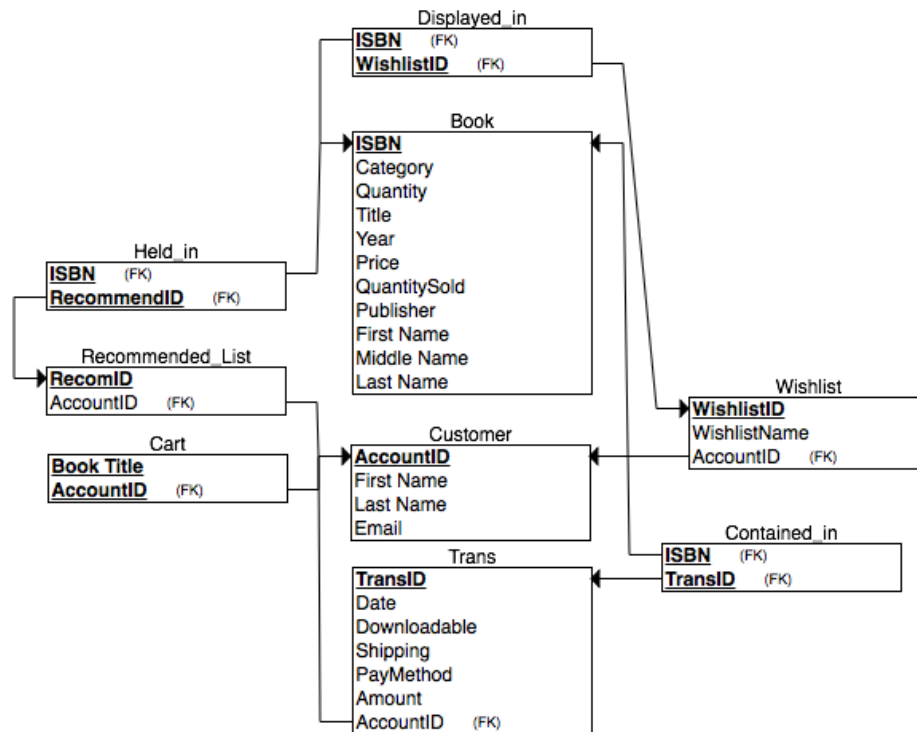 Displayed_in
ISBN (FK)
WishlistID (FK)
Book
ISBN
Category
Quantity
Title
Year
Price
QuantitySold
Publisher
First Name
Middle Name
Last Name
Held_in
ISBN (FK)
RecommendID (FK)
Recommended_List
RecomID
AccountID (FK)
Cart
Book Title
AccountID (FK)
Customer
AccountID
First Name
Last Name
Email
Wishlist
WishlistID
WishlistName
AccountID (FK)
Contained_in
ISBN (FK)
TransID (FK)
Trans
TransID
Date
Downloadable
Shipping
PayMethod
Amount
AccountID (FK)